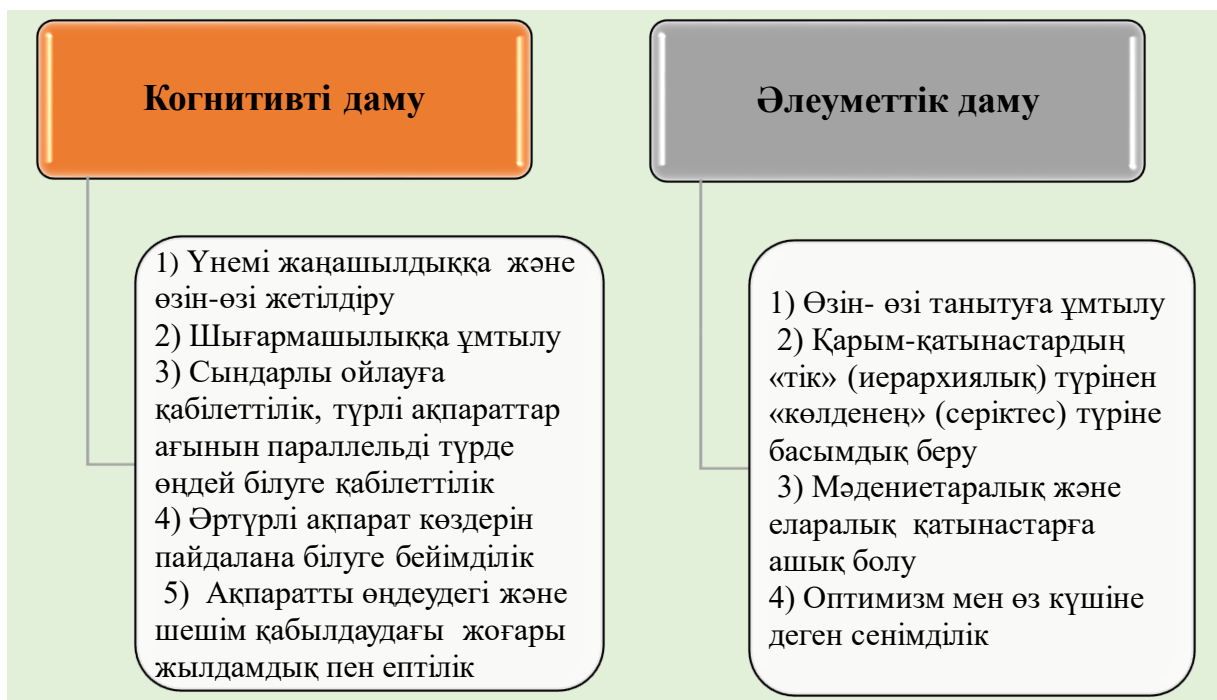 Когнитивті даму
1) Үнемі жаңашылдыққа және
өзін-өзі жетілдіру
2) Шығармашылыққа ұмтылу
3) Сындарлы ойлауға
қабілеттілік, түрлі ақпараттар
ағынын параллельді түрде
өңдей білуге қабілеттілік
4) Әртүрлі ақпарат көздерін
пайдалана білуге бейімділік
5) Ақпаратты өңдеудегі және
шешім қабылдаудағы жоғары
жылдамдық пен ептілік
Әлеуметтік даму
1) Өзін- өзі танытуға ұмтылу
2) Қарым-қатынастардың
«тік» (иерархиялық) түрінен
«көлденең» (серіктес) түріне
басымдық беру
3) Мәдениетаралық және
еларалық қатынастарға
ашық болу
4) Оптимизм мен өз күшіне
деген сенімділік